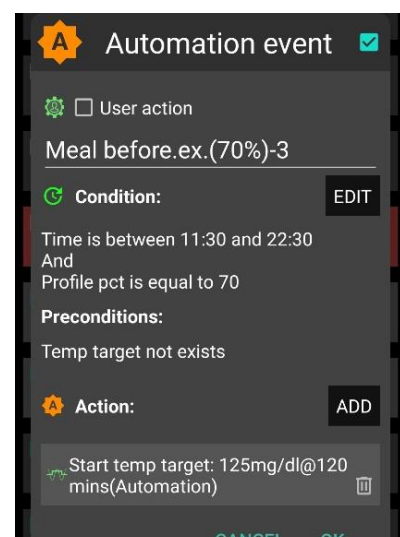 A Automation event
User action
Meal before.ex.(70%)-3
Condition: EDIT
Time is between 11:30 and 22:30
And
Profile pct is equal to 70
Preconditions:
Temp target not exists
A Action: ADD
Start temp target: 125mg/dl@120
mins(Automation)
CANCEL OK